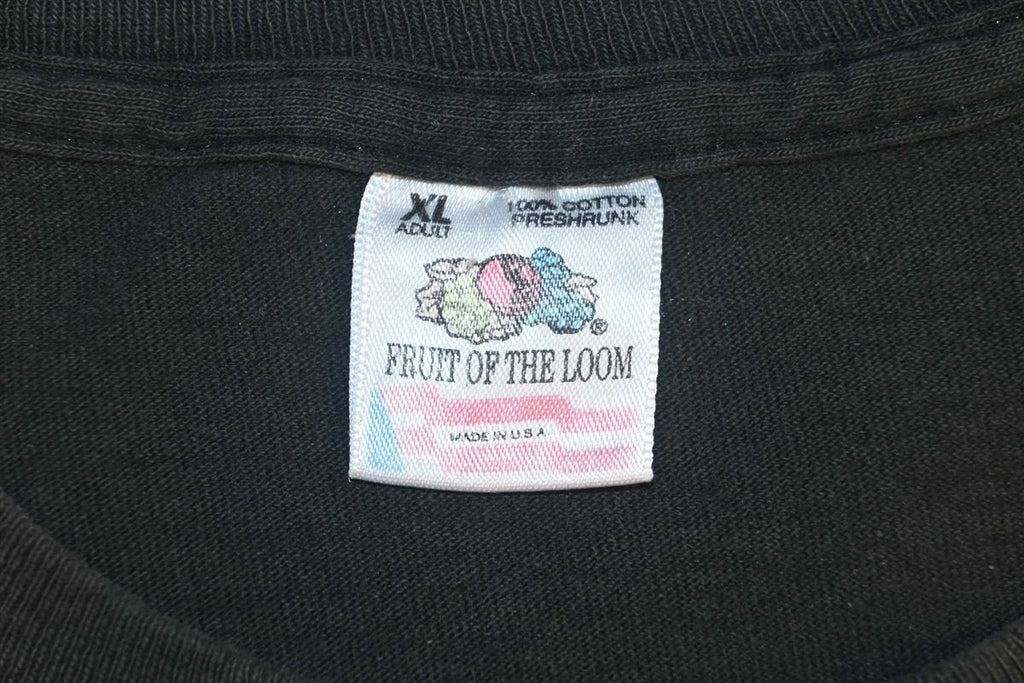 XL
ADULT
100% COTTON
PRESHRUNK
®
FRUIT OF THE LOOM
MADE IN U.S.A.